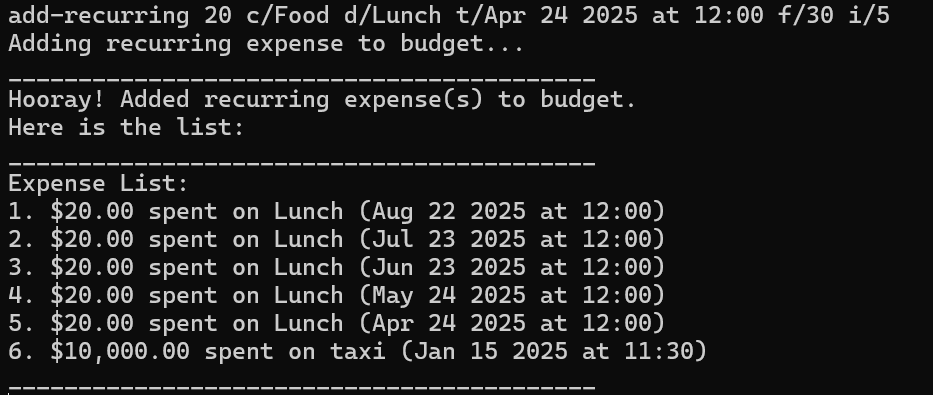 add-recurring 20 c/Food d/Lunch t/Apr 24 2025 at 12:00 f/30 i/5
Adding recurring expense to budget...
__________________________________________
Hooray! Added recurring expense(s) to budget.
Here is the list:
__________________________________________
Expense List:
1. $20.00 spent on Lunch (Aug 22 2025 at 12:00)
2. $20.00 spent on Lunch (Jul 23 2025 at 12:00)
3. $20.00 spent on Lunch (Jun 23 2025 at 12:00)
4. $20.00 spent on Lunch (May 24 2025 at 12:00)
5. $20.00 spent on Lunch (Apr 24 2025 at 12:00)
6. $10,000.00 spent on taxi (Jan 15 2025 at 11:30)
__________________________________________